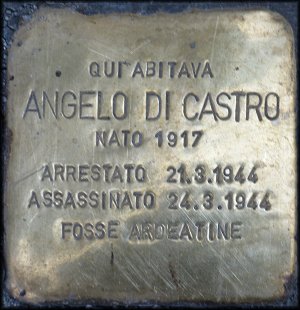 QUI ABITAVA
ANGELO DI CASTRO
NATO 1917
ARRESTATO 21.3.1944
ASSASSINATO 24.3.1944
FOSSE ARDEATINE